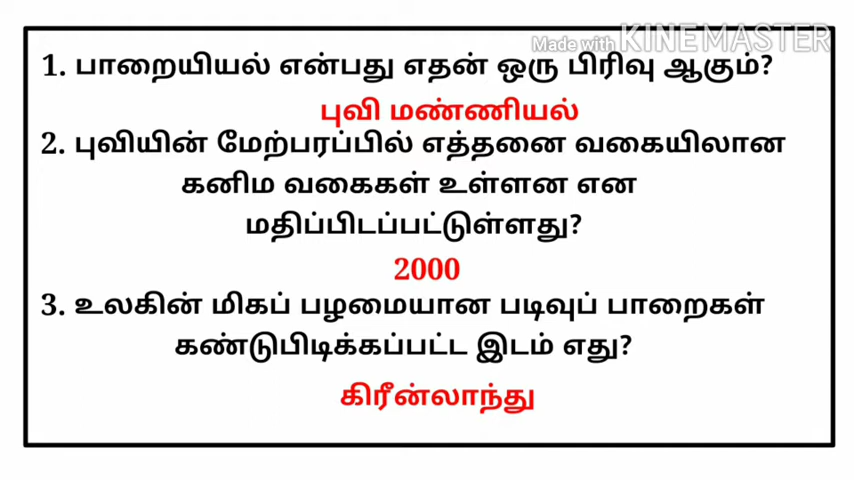 Made with KINEMASTER
1. பாறையியல் என்பது எதன் ஒரு பிரிவு ஆகும்?
புவி மண்ணியல்
2. புவியின் மேற்பரப்பில் எத்தனை வகையிலான
கனிம வகைகள் உள்ளன என
மதிப்பிடப்பட்டுள்ளது?
2000
3. உலகின் மிகப் பழமையான படிவுப் பாறைகள்
கண்டுபிடிக்கப்பட்ட இடம் எது?
கிரீன்லாந்து